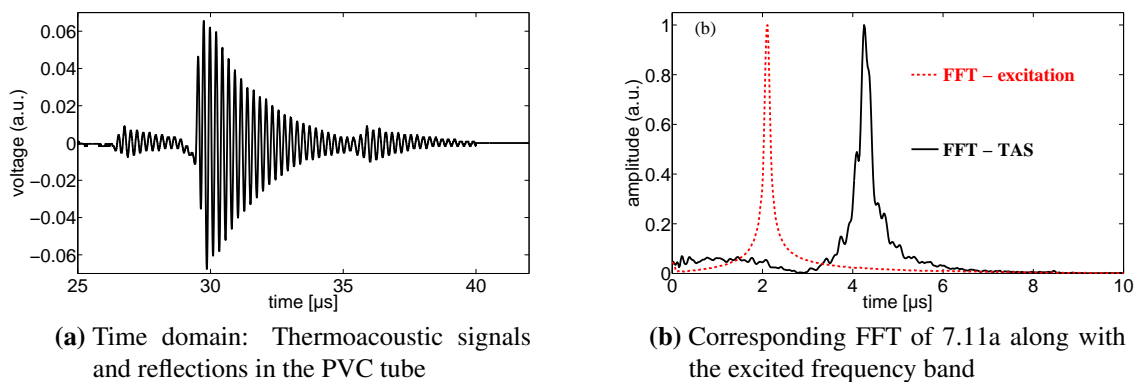 0.06
0.04
0.02
0
−0.02
−0.04
−0.06
voltage (a.u.)
25 30 35 40
time [µs]
(a) Time domain: Thermoacoustic signals
and reflections in the PVC tube
(b)
1
0.8
0.6
0.4
0.2
0
amplitude (a.u.)
FFT − excitation
FFT − TAS
0 2 4 6 8 10
time [µs]
(b) Corresponding FFT of 7.11a along with
the excited frequency band